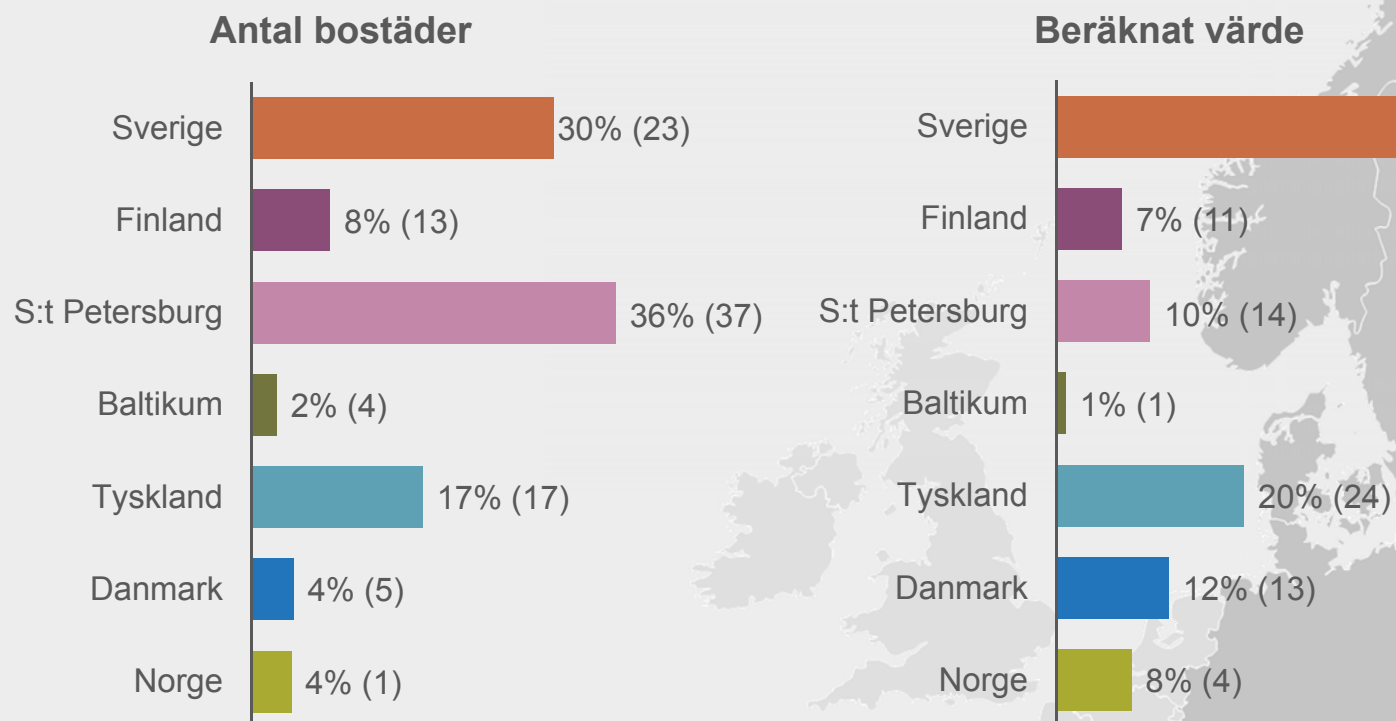 Antal bostäder
Sverige 30% (23)
Finland 8% (13)
S:t Petersburg 36% (37)
Baltikum 2% (4)
Tyskland 17% (17)
Danmark 4% (5)
Norge 4% (1)
Beräknat värde
Sverige
Finland 7% (11)
S:t Petersburg 10% (14)
Baltikum 1% (1)
Tyskland 20% (24)
Danmark 12% (13)
Norge 8% (4)